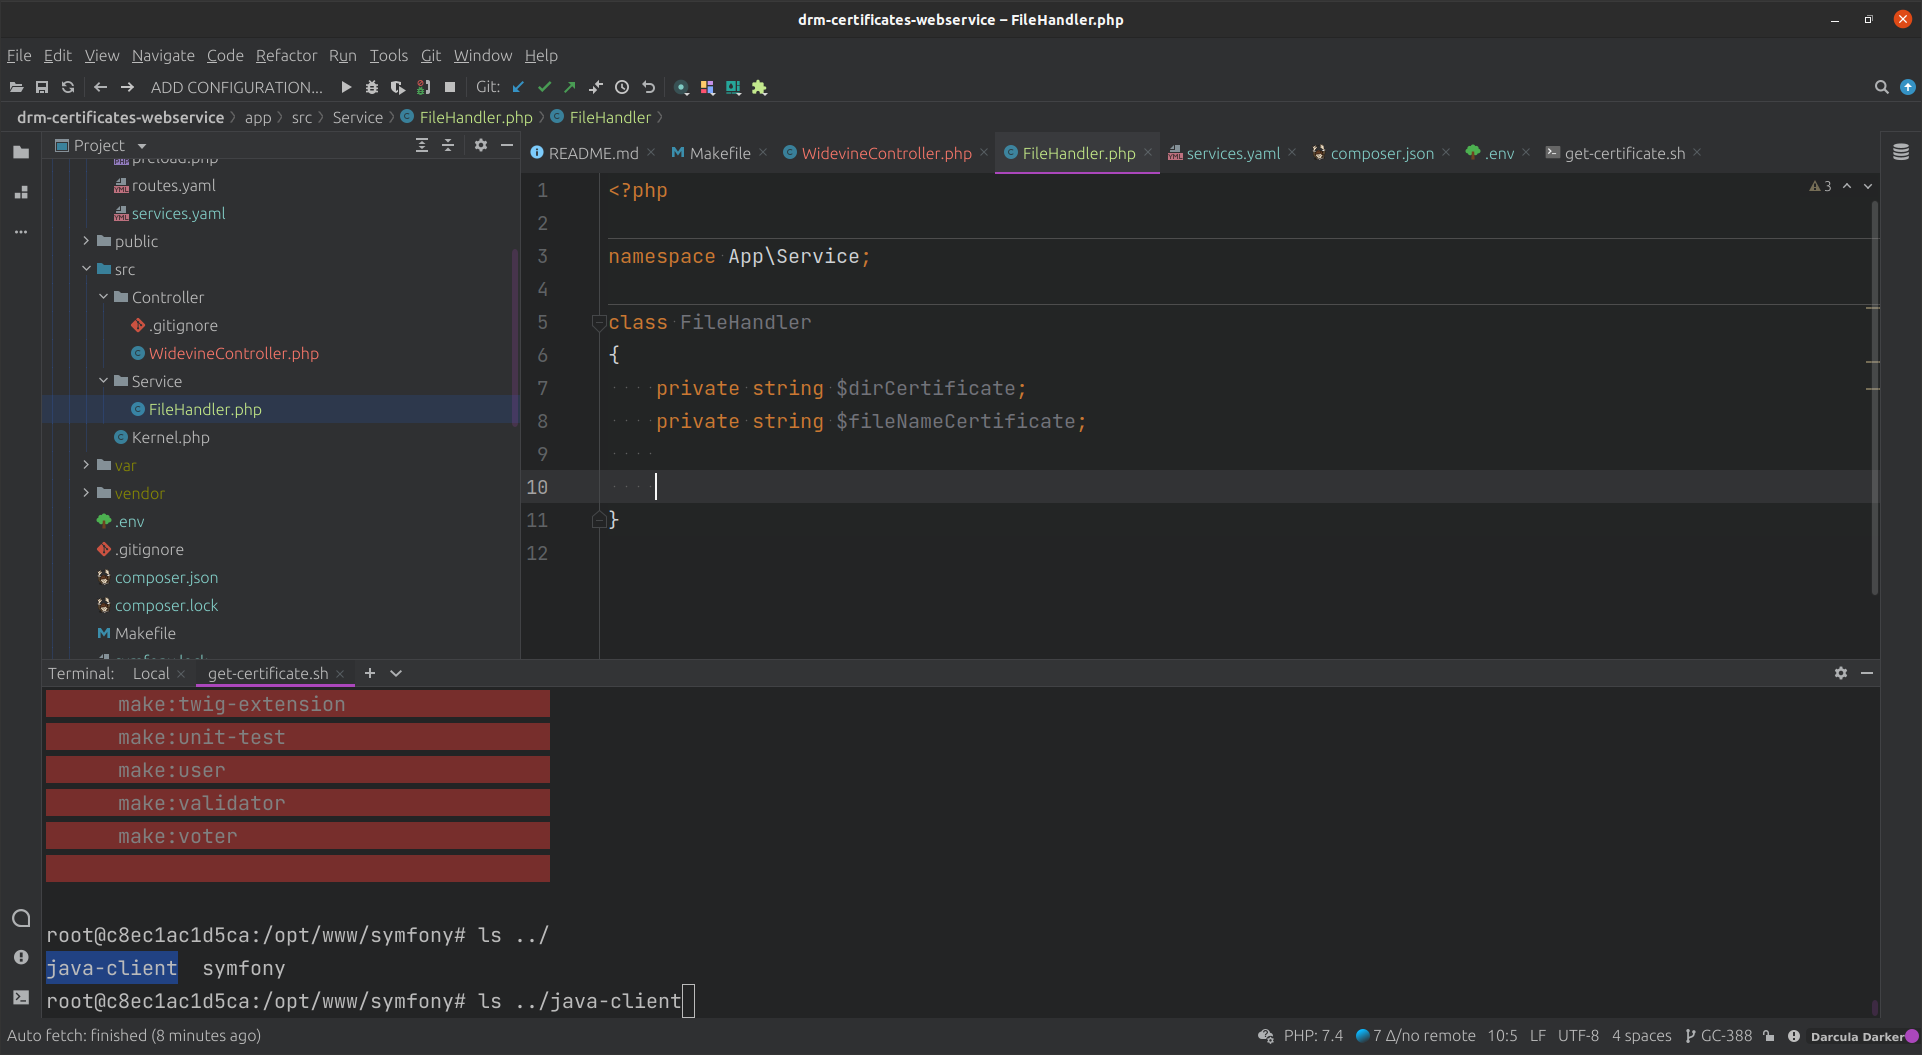 drm-certificates-webservice – FileHandler.php
File Edit View Navigate Code Refactor Run Tools Git Window Help
ADD CONFIGURATION... Git:
drm-certificates-webservice app src Service FileHandler.php FileHandler
Project
preload.php
routes.yaml
services.yaml
public
src
Controller
.gitignore
WidevineController.php
Service
FileHandler.php
Kernel.php
var
vendor
.env
.gitignore
composer.json
composer.lock
Makefile
symfony.lock
README.md Makefile WidevineController.php FileHandler.php services.yaml composer.json .env get-certificate.sh
3
1 <?php
2
3 namespace App\Service;
4
5 class FileHandler
6 {
7 private string $dirCertificate;
8 private string $fileNameCertificate;
9
10
11 }
12
Terminal: Local get-certificate.sh
make:twig-extension
make:unit-test
make:user
make:validator
make:voter
root@c8ec1ac1d5ca:/opt/www/symfony# ls ../
java-client symfony
root@c8ec1ac1d5ca:/opt/www/symfony# ls ../java-client
Auto fetch: finished (8 minutes ago) PHP: 7.4 7 Δ/no remote 10:5 LF UTF-8 4 spaces GC-388 Darcula Darker